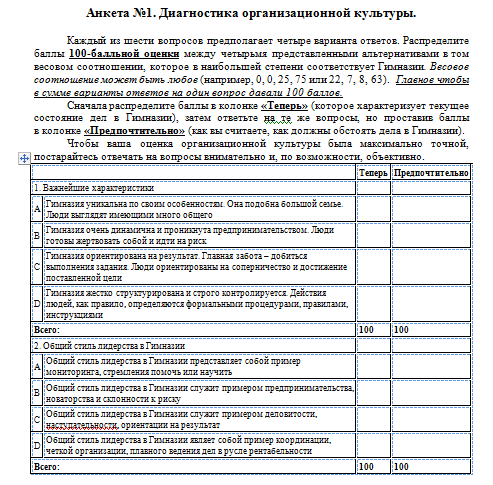 Анкета №1. Диагностика организационной культуры.
Каждый из шести вопросов предполагает четыре варианта ответов. Распределите
баллы 100-балльной оценки между четырьмя представленными альтернативами в том
весовом соотношении, которое в наибольшей степени соответствует Гимназии. Весовое
соотношение может быть любов (например, 0, 0, 25, 75 или 22, 7, 8, 63). Главное чтобы
в сумме варианты ответов на один вопрос давали 100 баллов.
Сначала распределите баллы в колонке «Теперь» (которое характеризует текущее
состояние дел в Гимназии), затем ответьте на те же вопросы, но проставив баллы
в колонке «Предпочтительно» (как вы считаете, как должны обстоять дела в Гимназии).
Чтобы ваша оценка организационной культуры была максимально точной,
постарайтесь отвечать на вопросы внимательно и, по возможности, объективно.
Теперь Предпочтительно
1. Важнейшие характеристики
A Гимназия уникальна по своим особенностям. Она подобна большой семье.
Люди выглядят имеющими много общего
B Гимназия очень динамична и проникнута предпринимательством. Люди
готовы жертвовать собой и идти на риск
C Гимназия ориентирована на результат. Главная забота – добиться
выполнения задания. Люди ориентированы на соперничество и достижение
поставленной цели
D Гимназия жестко структурирована и строго контролируется. Действия
людей, как правило, определяются формальными процедурами, правилами,
инструкциями
Всего: 100 100
2. Общий стиль лидерства в Гимназии
A Общий стиль лидерства в Гимназии представляет собой пример
мониторинга, стремления помочь или научить
B Общий стиль лидерства в Гимназии служит примером предпринимательства,
новаторства и склонности к риску
C Общий стиль лидерства в Гимназии служит примером деловитости,
наступательности, ориентации на результат
D Общий стиль лидерства в Гимназии являет собой пример координации,
четкой организации, плавного ведения дел в русле рентабельности
Всего: 100 100